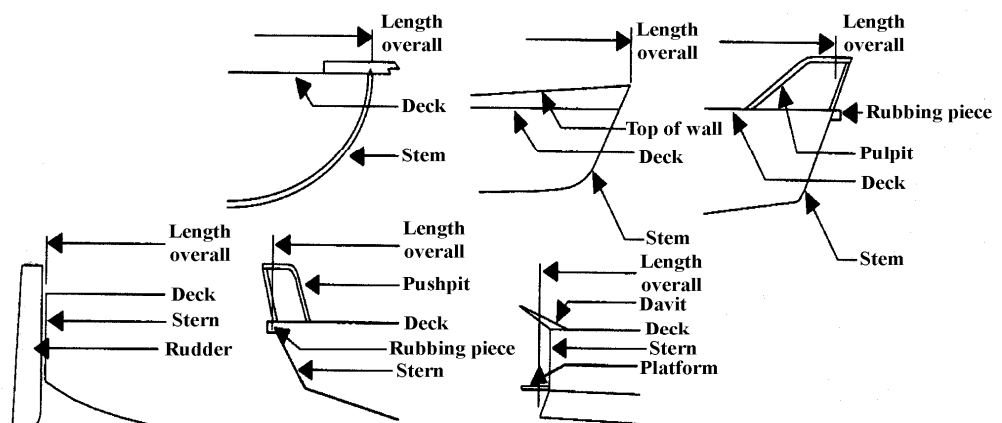 Length
overall
Deck
Stem
Length
overall
Top of wall
Deck
Stem
Length
overall
Rubbing piece
Pulpit
Deck
Stem
Length
overall
Deck
Stern
Rudder
Length
overall
Pushpit
Deck
Rubbing piece
Stern
Length
overall
Davit
Deck
Stern
Platform